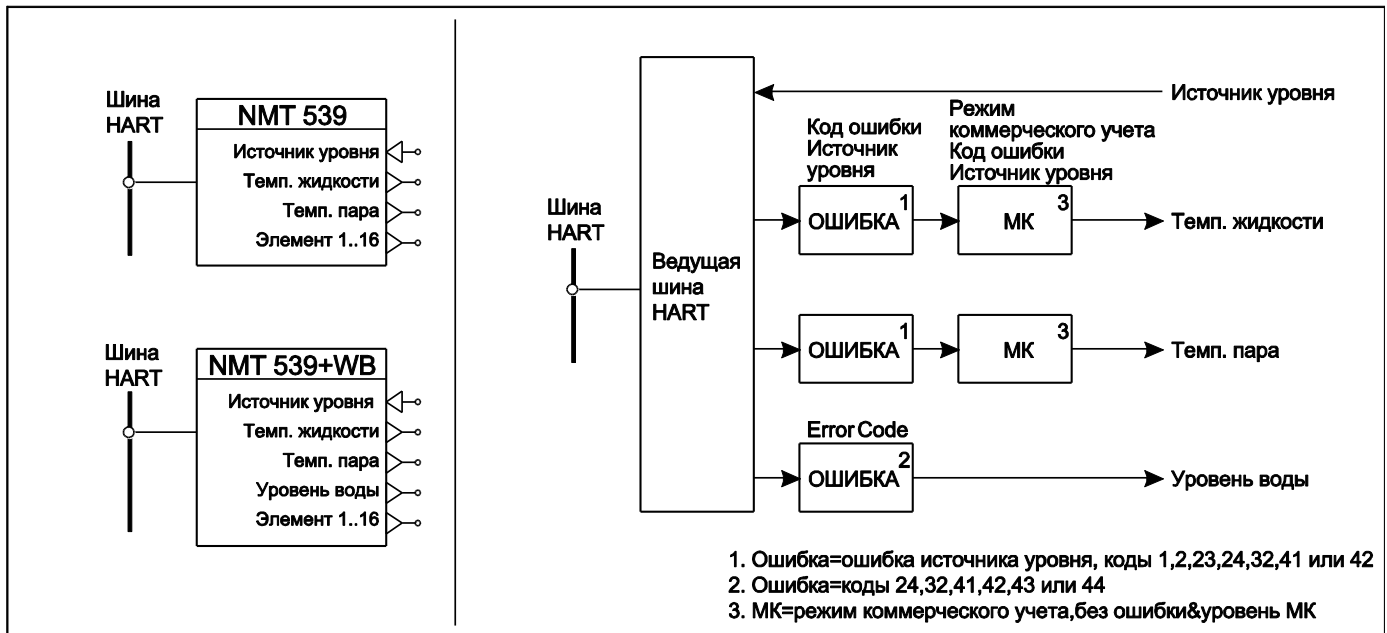 Шина
HART
NMT 539
Источник уровня
Темп. жидкости
Темп. пара
Элемент 1..16
Шина
HART
NMT 539+WB
Источник уровня
Темп. жидкости
Темп. пара
Уровень воды
Элемент 1..16
Шина
HART
Ведущая
шина
HART
Источник уровня
Код ошибки
Источник
уровня
Режим
коммерческого учета
Код ошибки
Источник уровня
ОШИБКА 1
МК 3
Темп. жидкости
ОШИБКА 1
МК 3
Темп. пара
Error Code
ОШИБКА 2
Уровень воды
1. Ошибка=ошибка источника уровня, коды 1,2,23,24,32,41 или 42
2. Ошибка=коды 24,32,41,42,43 или 44
3. МК=режим коммерческого учета,без ошибки&уровень МК